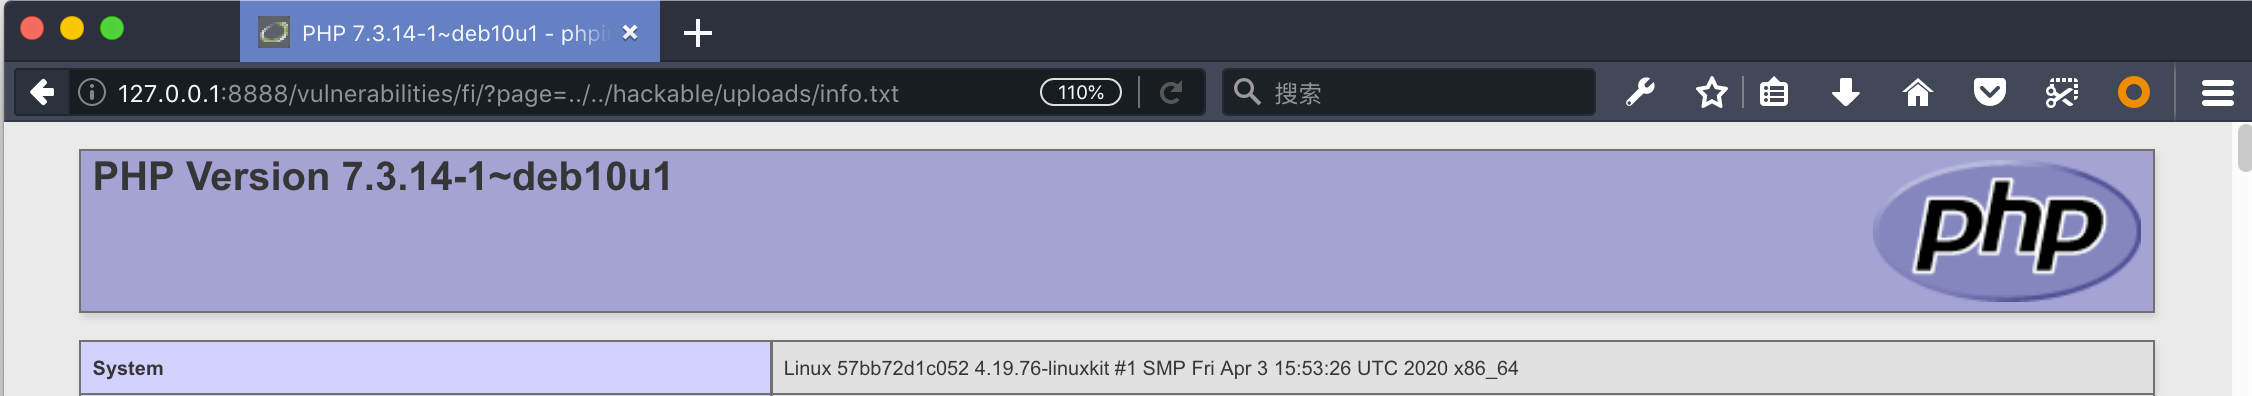 PHP 7.3.14-1~deb10u1 - phpi
127.0.0.1:8888/vulnerabilities/fi/?page=../../hackable/uploads/info.txt
110%
搜索
PHP Version 7.3.14-1~deb10u1
php
System
Linux 57bb72d1c052 4.19.76-linuxkit #1 SMP Fri Apr 3 15:53:26 UTC 2020 x86_64